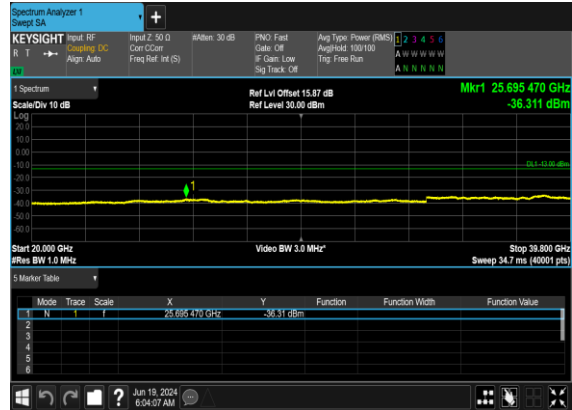 Spectrum Analyzer 1
Swept SA
+
KEYSIGHT Input: RF Input Z: 50 Ω #Atten: 30 dB PNO: Fast Avg Type: Power (RMS) 1 2 3 4 5 6
R T Coupling: DC Corr CCorr Gate: Off Avg|Hold: 100/100 A W W W W W
Align: Auto Freq Ref: Int (S) IF Gain: Low Trig: Free Run
Sig Track: Off A N N N N N
1 Spectrum Ref Lvl Offset 15.87 dB Mkr1 25.695 470 GHz
Scale/Div 10 dB Ref Level 30.00 dBm -36.311 dBm
Log
20.0
10.0
0.00
-10.0 DL1 -13.00 dBm
-20.0
-30.0 1
-40.0
-50.0
-60.0
Start 20.000 GHz Video BW 3.0 MHz* Stop 39.800 GHz
#Res BW 1.0 MHz Sweep 34.7 ms (40001 pts)
5 Marker Table
Mode Trace Scale X Y Function Function Width Function Value
1 N 1 f 25.695 470 GHz -36.31 dBm
2
3
4
5
6
? Jun 19, 2024
6:04:07 AM